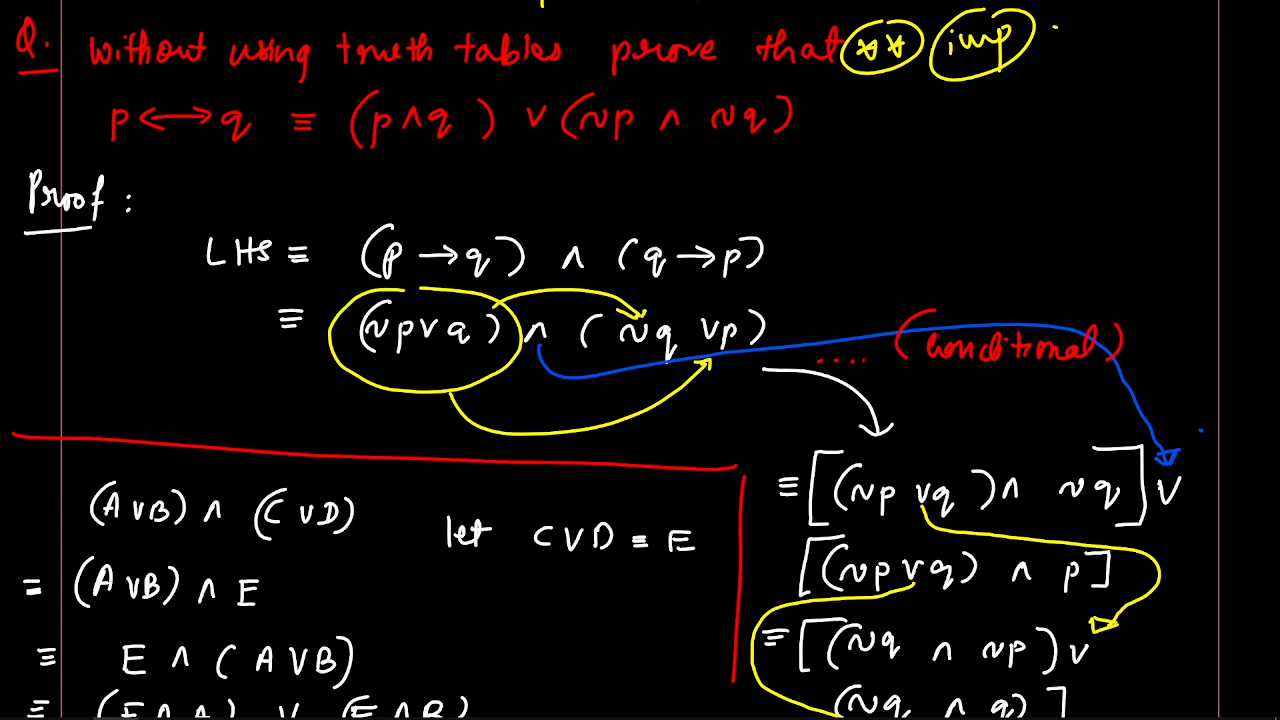 Q. without using truth tables prove that ** imp.
p ↔ q ≡ (p ∧ q) ∨ (~p ∧ ~q)
Proof :
LHS ≡ (p → q) ∧ (q → p)
≡ (~p ∨ q) ∧ (~q ∨ p) .... (conditional)
(A ∨ B) ∧ (C ∨ D) let C ∨ D = E
= (A ∨ B) ∧ E
≡ E ∧ (A ∨ B)
≡ (E ∧ A) ∨ (E ∧ B)
≡ [(~p ∨ q) ∧ ~q] ∨
[(~p ∨ q) ∧ p]
≡ [(~q ∧ ~p) ∨
(~q ∧ q)]